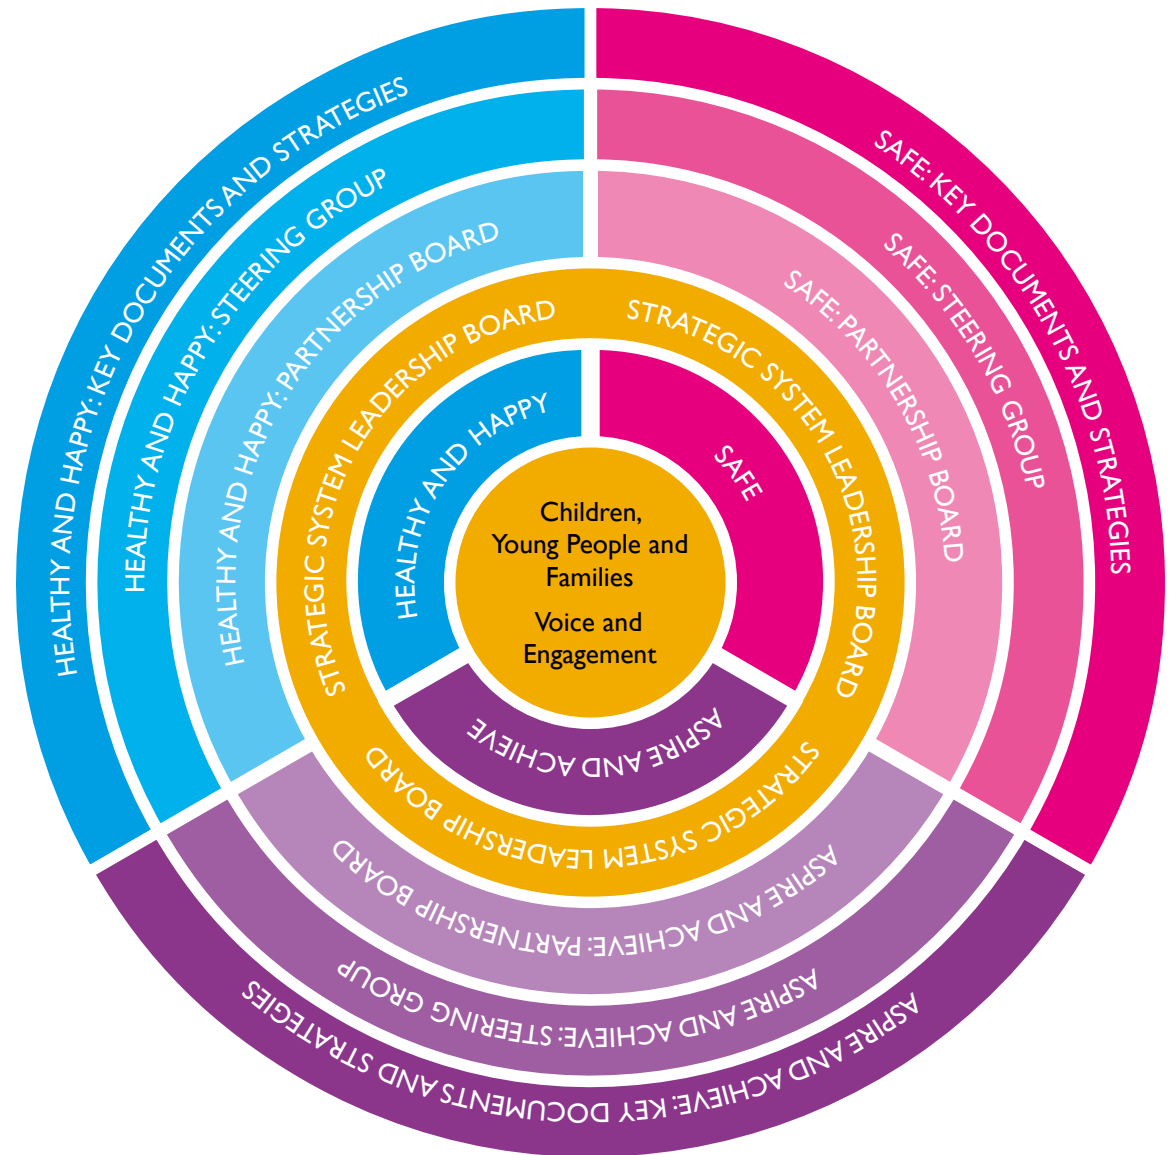 HEALTHY AND HAPPY: KEY DOCUMENTS AND STRATEGIES
HEALTHY AND HAPPY: STEERING GROUP
HEALTHY AND HAPPY: PARTNERSHIP BOARD
STRATEGIC SYSTEM LEADERSHIP BOARD
HEALTHY AND HAPPY
SAFE: KEY DOCUMENTS AND STRATEGIES
SAFE: STEERING GROUP
SAFE: PARTNERSHIP BOARD
STRATEGIC SYSTEM LEADERSHIP BOARD
SAFE
Children,
Young People and
Families
Voice and
Engagement
ASPIRE AND ACHIEVE
STRATEGIC SYSTEM LEADERSHIP BOARD
ASPIRE AND ACHIEVE: PARTNERSHIP BOARD
ASPIRE AND ACHIEVE: STEERING GROUP
ASPIRE AND ACHIEVE: KEY DOCUMENTS AND STRATEGIES